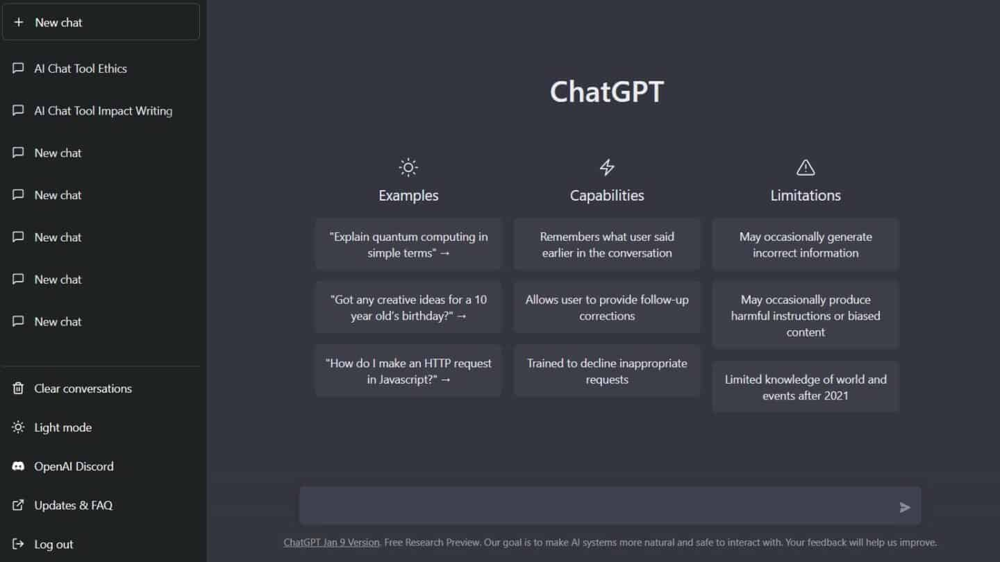 New chat
AI Chat Tool Ethics
AI Chat Tool Impact Writing
New chat
New chat
New chat
New chat
New chat
Clear conversations
Light mode
OpenAI Discord
Updates & FAQ
Log out
ChatGPT
Examples
"Explain quantum computing in
simple terms" →
"Got any creative ideas for a 10
year old's birthday?" →
"How do I make an HTTP request
in Javascript?" →
Capabilities
Remembers what user said
earlier in the conversation
Allows user to provide follow-up
corrections
Trained to decline inappropriate
requests
Limitations
May occasionally generate
incorrect information
May occasionally produce
harmful instructions or biased
content
Limited knowledge of world and
events after 2021
ChatGPT Jan 9 Version. Free Research Preview. Our goal is to make AI systems more natural and safe to interact with. Your feedback will help us improve.